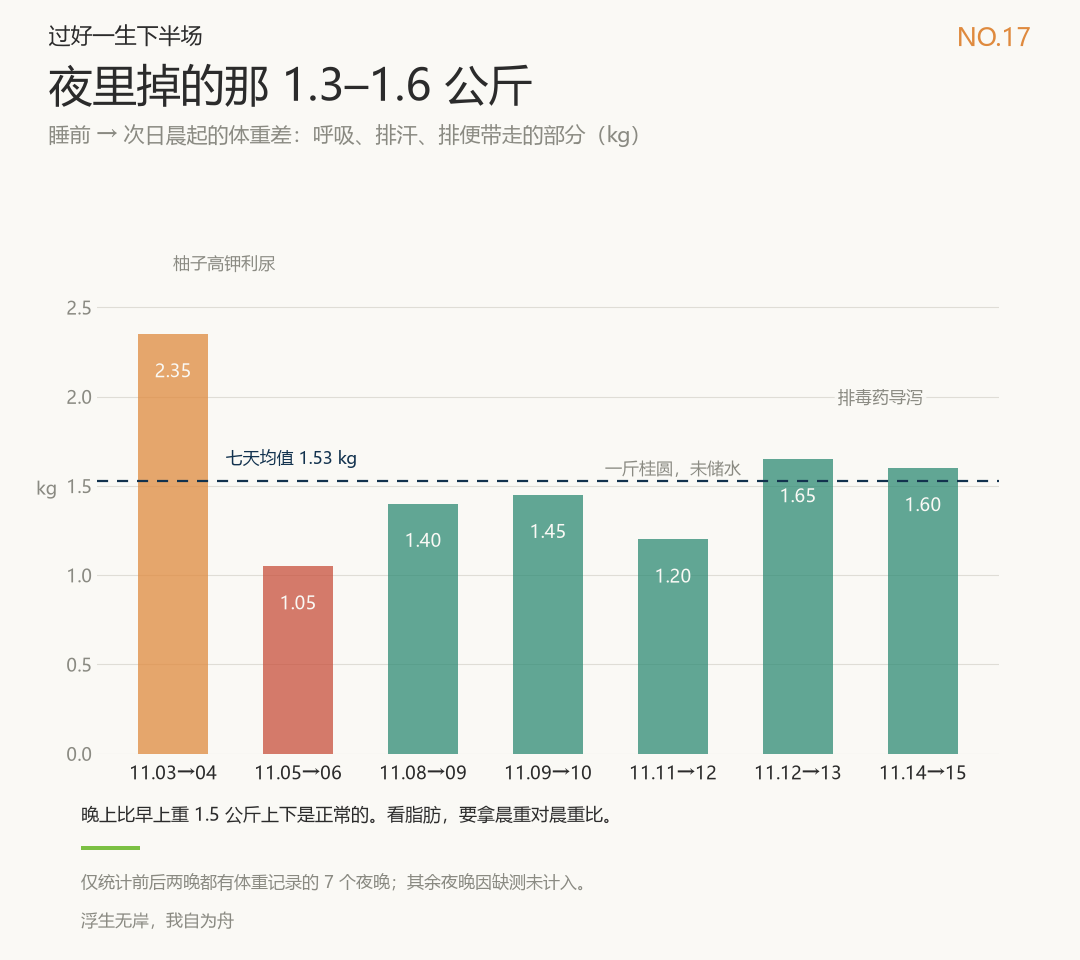 过好一生下半场
NO.17
夜里掉的那 1.3–1.6 公斤
睡前 → 次日晨起的体重差：呼吸、排汗、排便带走的部分（kg）
柚子高钾利尿
2.5
2.35
2.0
排毒药导泻
七天均值 1.53 kg
一斤桂圆，未储水
kg
1.5
1.65
1.60
1.40
1.45
1.20
1.0
1.05
0.5
0.0
11.03→04
11.05→06
11.08→09
11.09→10
11.11→12
11.12→13
11.14→15
晚上比早上重 1.5 公斤上下是正常的。看脂肪，要拿晨重对晨重比。
仅统计前后两晚都有体重记录的 7 个夜晚；其余夜晚因缺测未计入。
浮生无岸，我自为舟